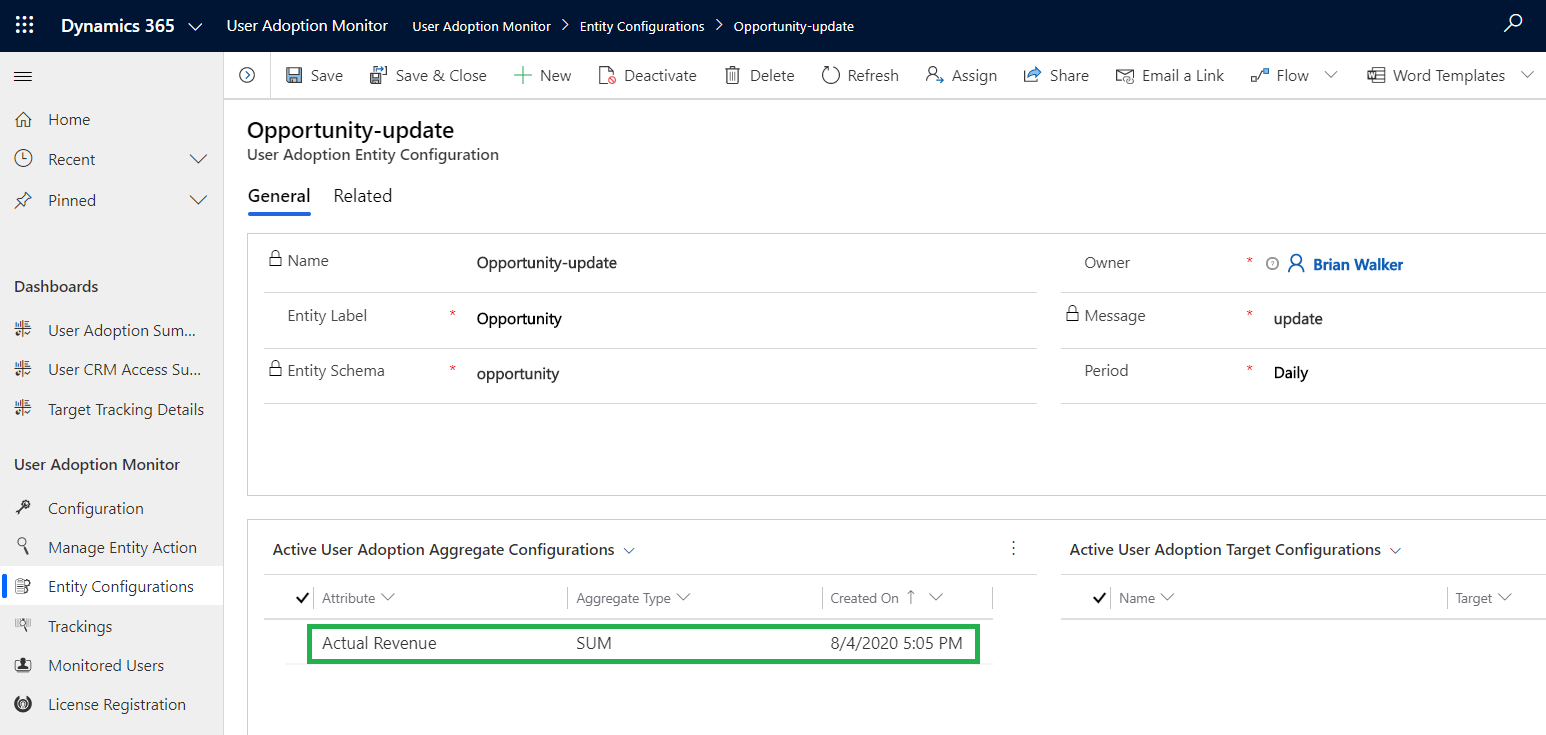 Dynamics 365 User Adoption Monitor User Adoption Monitor Entity Configurations Opportunity-update
Save Save & Close New Deactivate Delete Refresh Assign Share Email a Link Flow Word Templates
Home
Recent
Pinned
Dashboards
User Adoption Sum...
User CRM Access Su...
Target Tracking Details
User Adoption Monitor
Configuration
Manage Entity Action
Entity Configurations
Trackings
Monitored Users
License Registration
Opportunity-update
User Adoption Entity Configuration
General Related
Name Opportunity-update
Entity Label * Opportunity
Entity Schema * opportunity
Owner * Brian Walker
Message * update
Period * Daily
Active User Adoption Aggregate Configurations
Attribute Aggregate Type Created On ↑
Actual Revenue SUM 8/4/2020 5:05 PM
Active User Adoption Target Configurations
Name Target